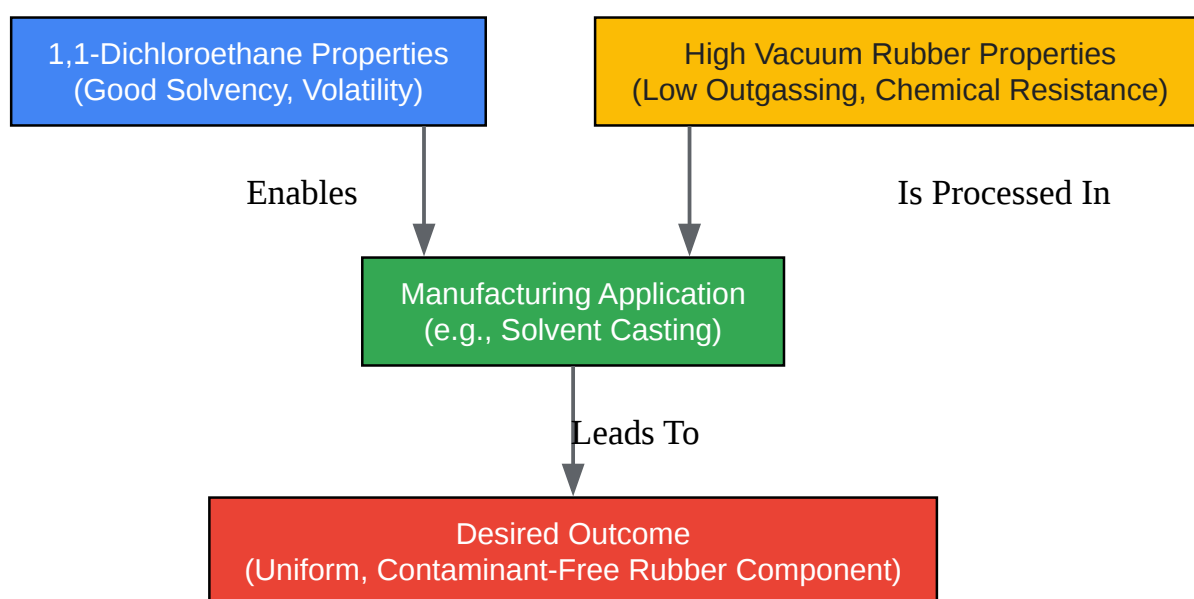 1,1-Dichloroethane Properties
(Good Solvency, Volatility)
High Vacuum Rubber Properties
(Low Outgassing, Chemical Resistance)
Enables
Is Processed In
Manufacturing Application
(e.g., Solvent Casting)
Leads To
Desired Outcome
(Uniform, Contaminant-Free Rubber Component)